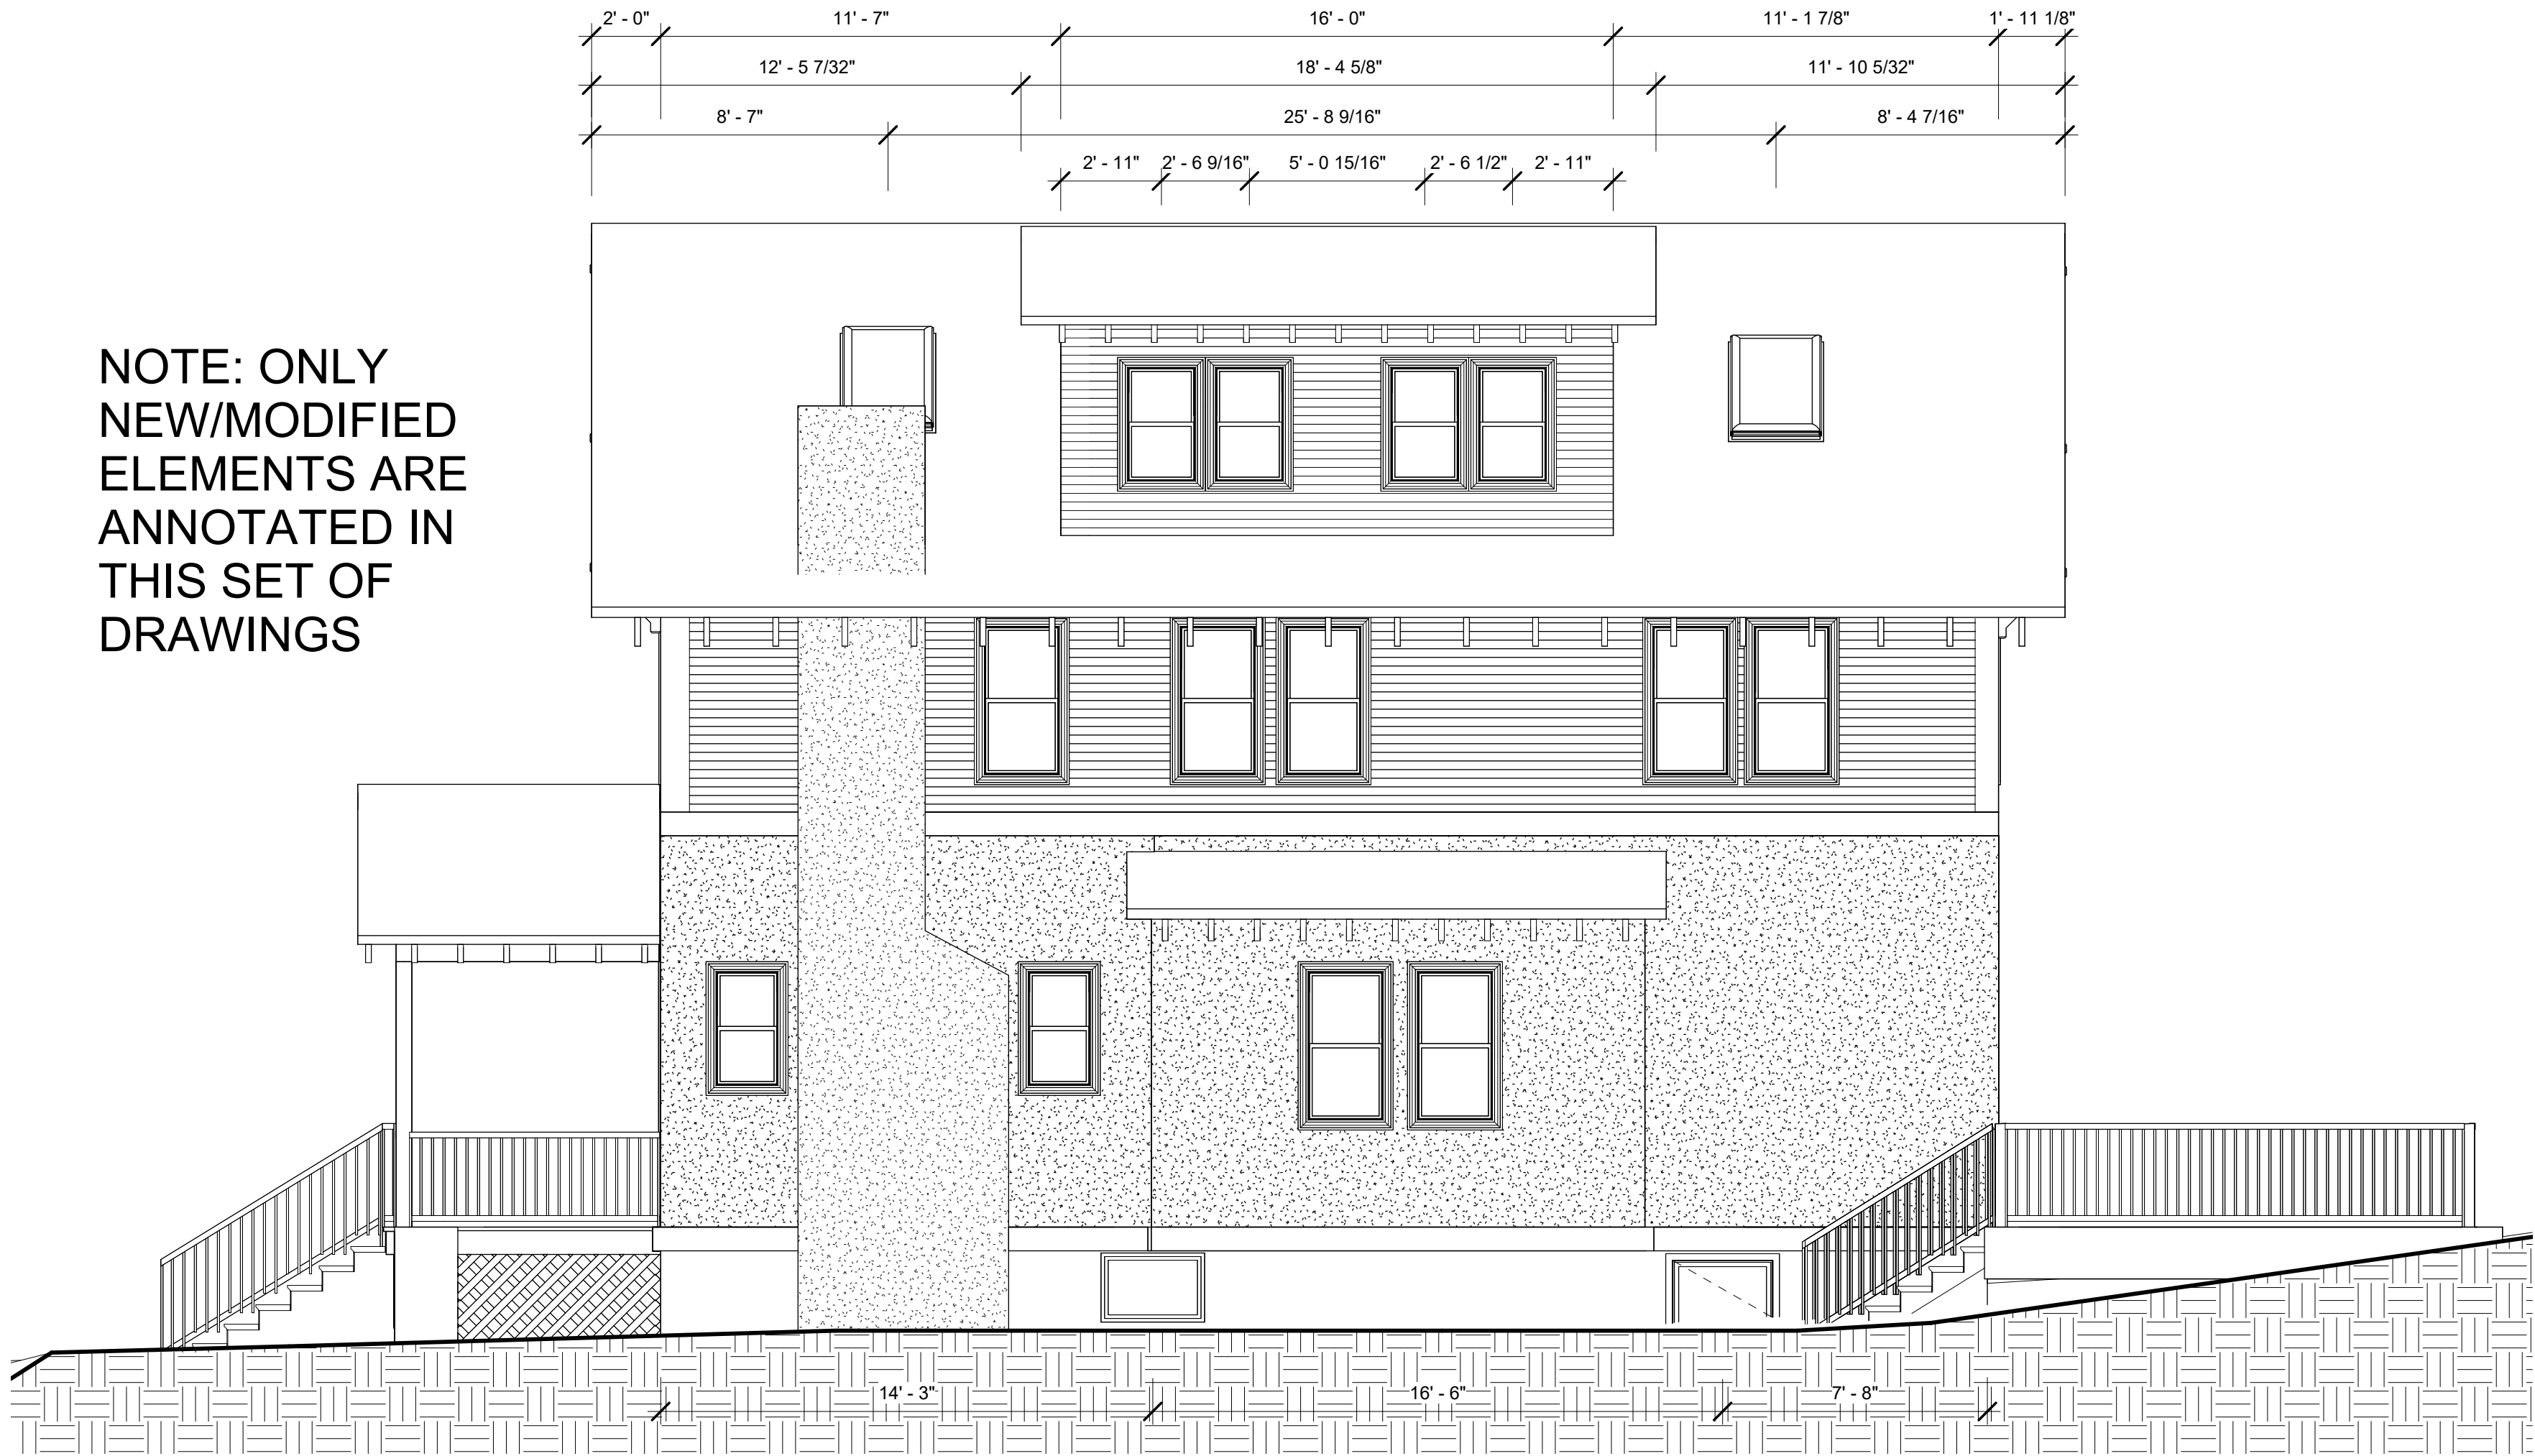 2' - 0" 11' - 7" 16' - 0" 11' - 1 7/8" 1' - 11 1/8"
12' - 5 7/32" 18' - 4 5/8" 11' - 10 5/32"
8' - 7" 25' - 8 9/16" 8' - 4 7/16"
2' - 11" 2' - 6 9/16" 5' - 0 15/16" 2' - 6 1/2" 2' - 11"
NOTE: ONLY
NEW/MODIFIED
ELEMENTS ARE
ANNOTATED IN
THIS SET OF
DRAWINGS
14' - 3" 16' - 6" 7' - 8"